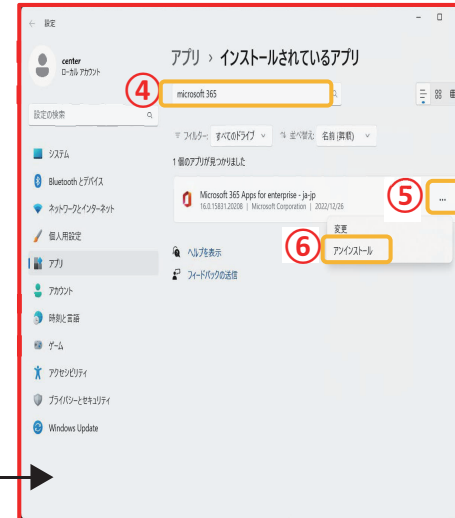 設定
center
ローカル アカウント
設定の検索
システム
Bluetooth とデバイス
ネットワークとインターネット
個人用設定
アプリ
アカウント
時刻と言語
ゲーム
アクセシビリティ
プライバシーとセキュリティ
Windows Update
アプリ › インストールされているアプリ
④ microsoft 365
フィルター: すべてのドライブ 並べ替え: 名前 (昇順)
1 個のアプリが見つかりました
Microsoft 365 Apps for enterprise - ja-jp
16.0.15831.20208 | Microsoft Corporation | 2022/12/26
⑤ ...
変更
⑥ アンインストール
ヘルプを表示
フィードバックの送信